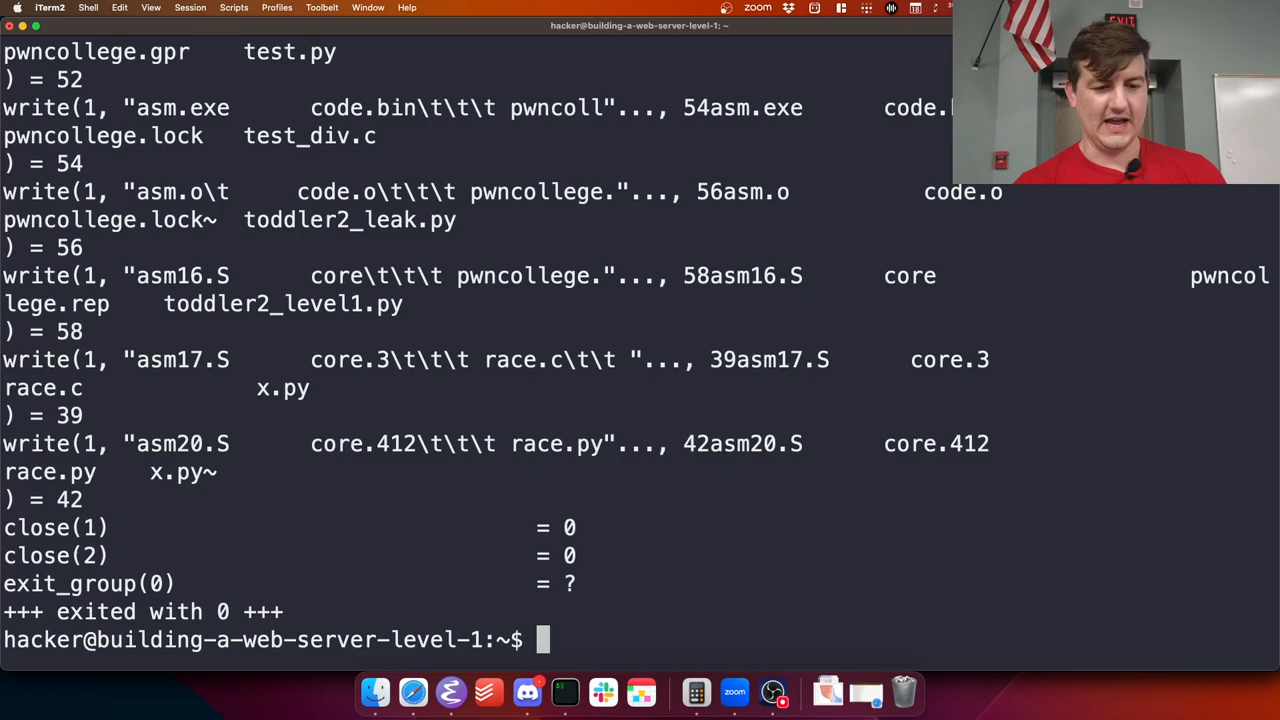 iTerm2 Shell Edit View Session Scripts Profiles Toolbelt Window Help zoom
hacker@building-a-web-server-level-1: ~
EXIT
pwncollege.gpr test.py
) = 52
write(1, "asm.exe code.bin\t\t\t pwncoll"..., 54asm.exe code.
pwncollege.lock test_div.c
) = 54
write(1, "asm.o\t code.o\t\t\t pwncollege."..., 56asm.o code.o
pwncollege.lock~ toddler2_leak.py
) = 56
write(1, "asm16.S core\t\t\t pwncollege."..., 58asm16.S core pwncol
lege.rep toddler2_level1.py
) = 58
write(1, "asm17.S core.3\t\t\t race.c\t\t "..., 39asm17.S core.3
race.c x.py
) = 39
write(1, "asm20.S core.412\t\t\t race.py"..., 42asm20.S core.412
race.py x.py~
) = 42
close(1) = 0
close(2) = 0
exit_group(0) = ?
+++ exited with 0 +++
hacker@building-a-web-server-level-1:~$
zoom